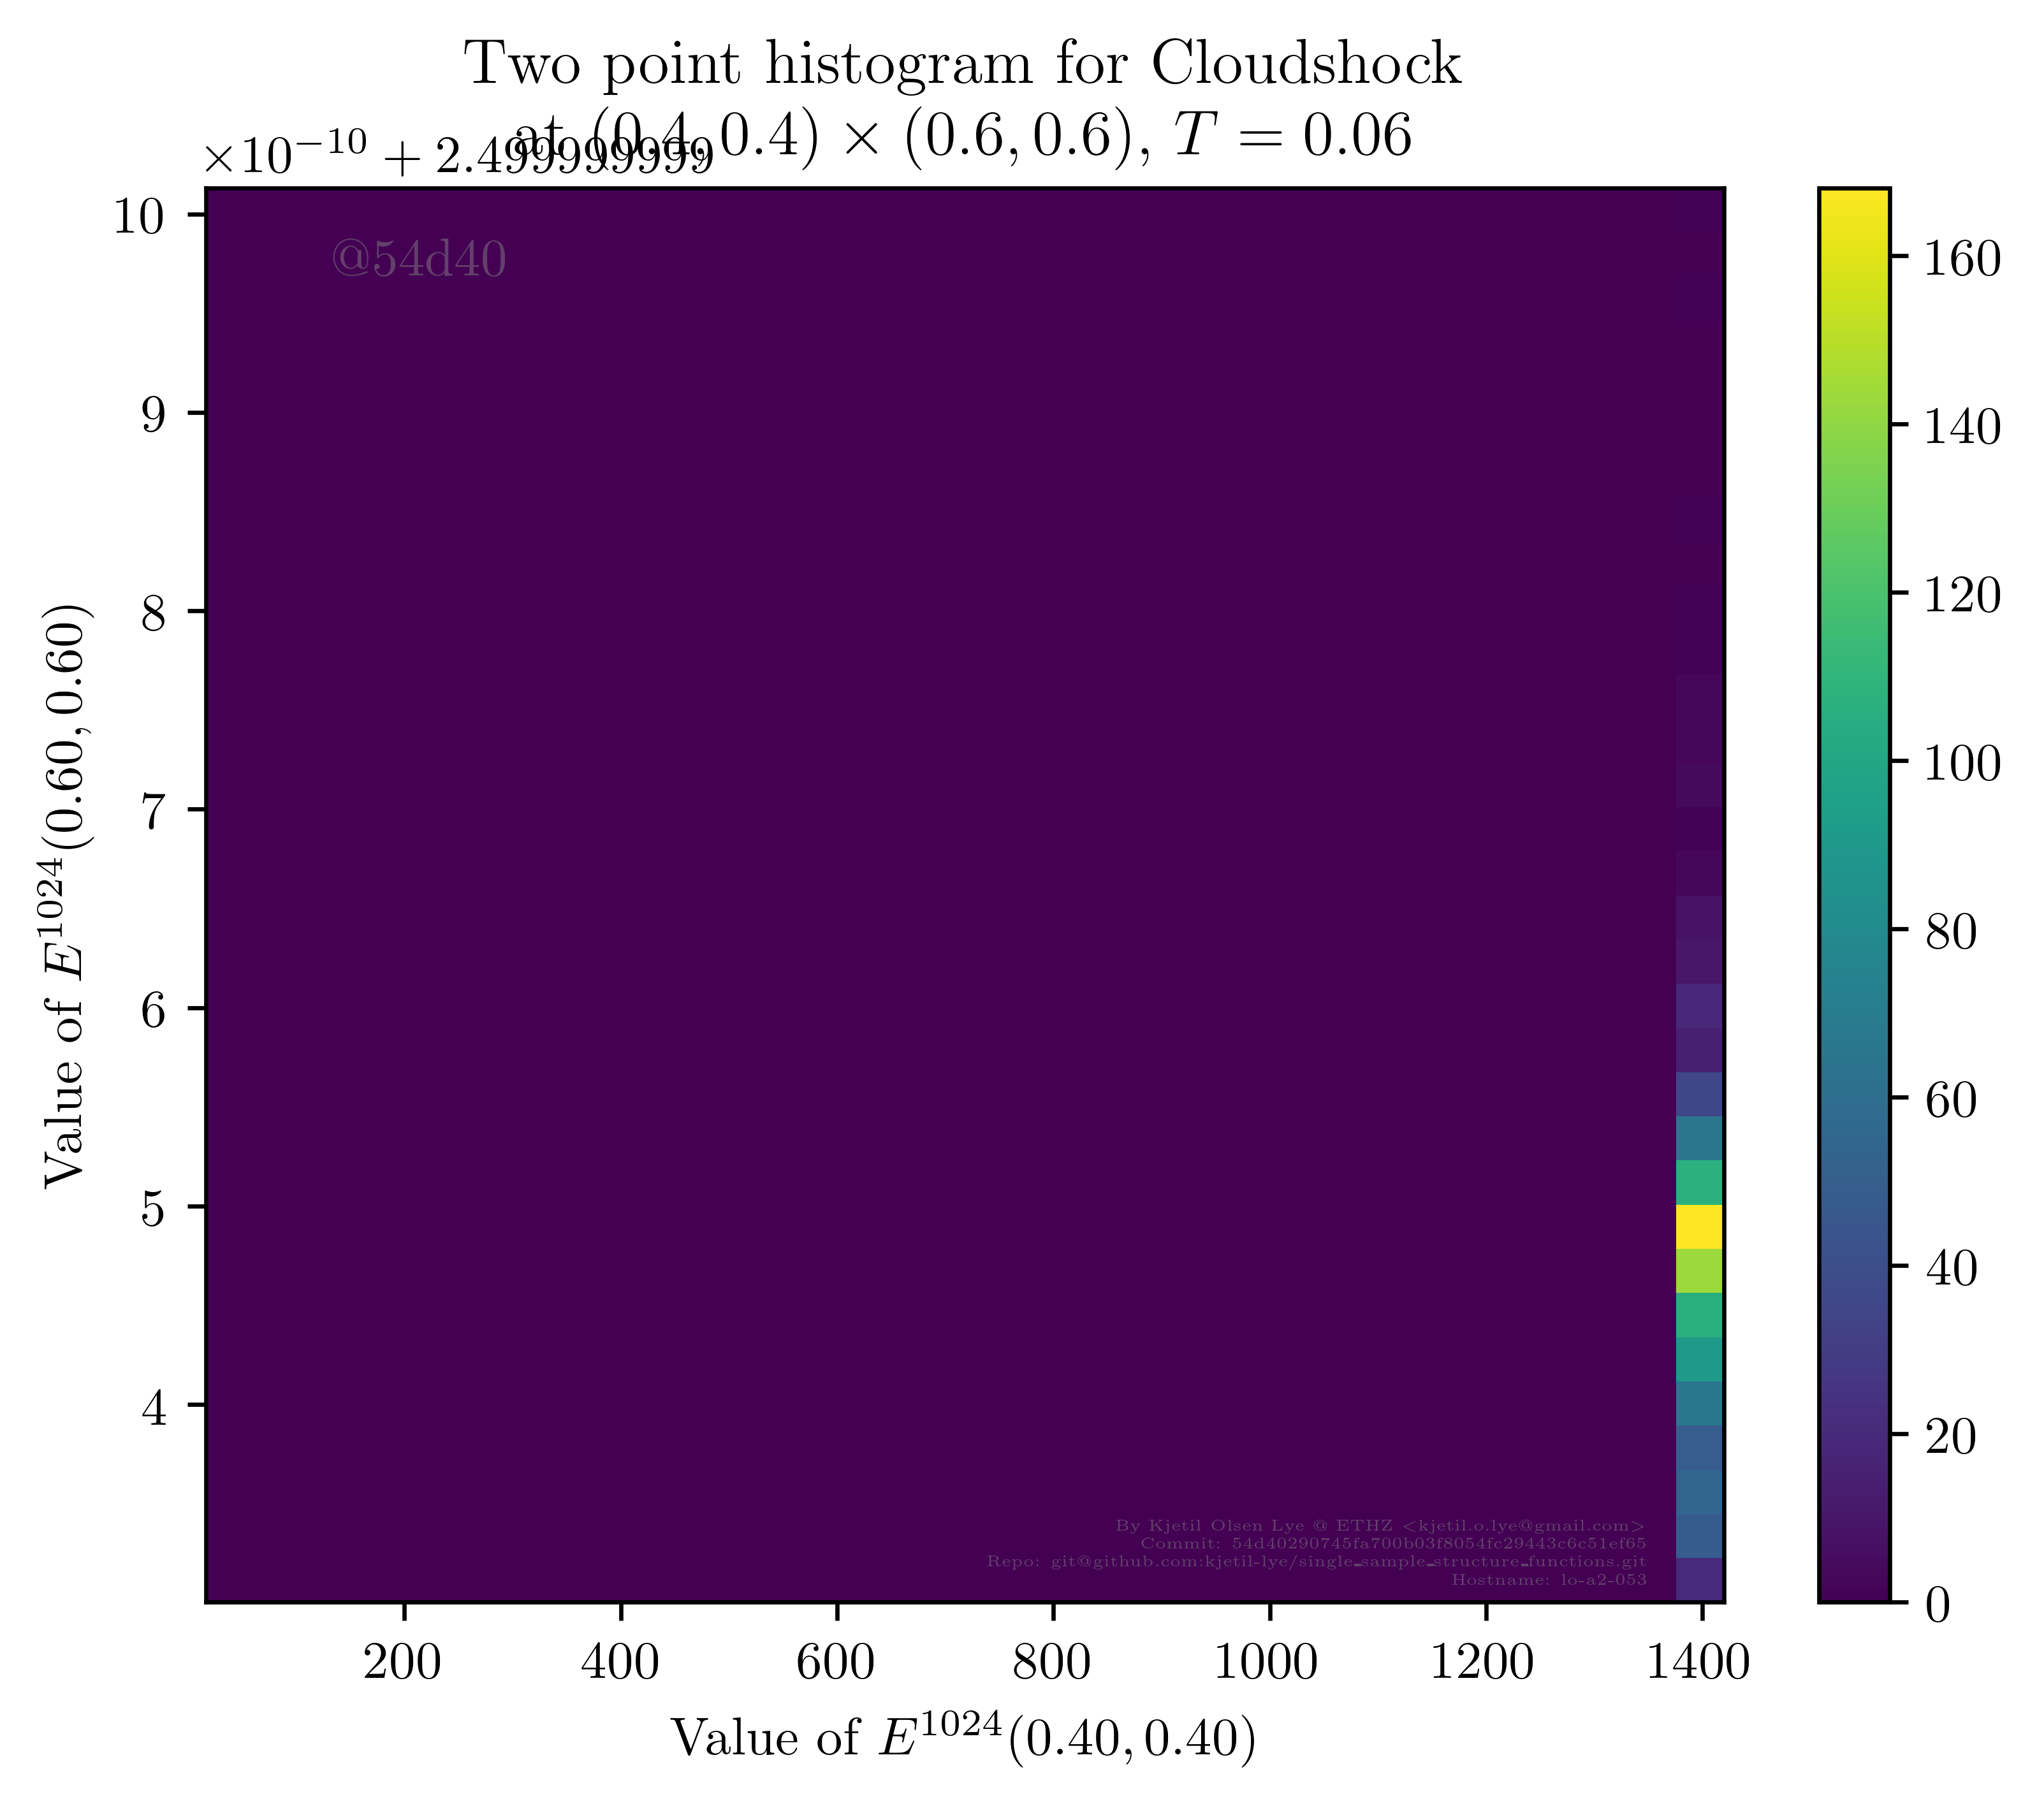 Two point histogram for Cloudshock
at (0.4, 0.4) × (0.6, 0.6), T = 0.06
×10⁻¹⁰ + 2.499999999
@54d40
10
9
8
7
6
5
4
Value of E¹⁰²⁴(0.60, 0.60)
200 400 600 800 1000 1200 1400
Value of E¹⁰²⁴(0.40, 0.40)
160
140
120
100
80
60
40
20
0
By Kjetil Olsen Lye @ ETHZ <kjetil.o.lye@gmail.com>
Commit: 54d40290745fa700b03f8054fc29443c6c51ef65
Repo: git@github.com:kjetil-lye/single_sample_structure_functions.git
Hostname: lo-a2-053